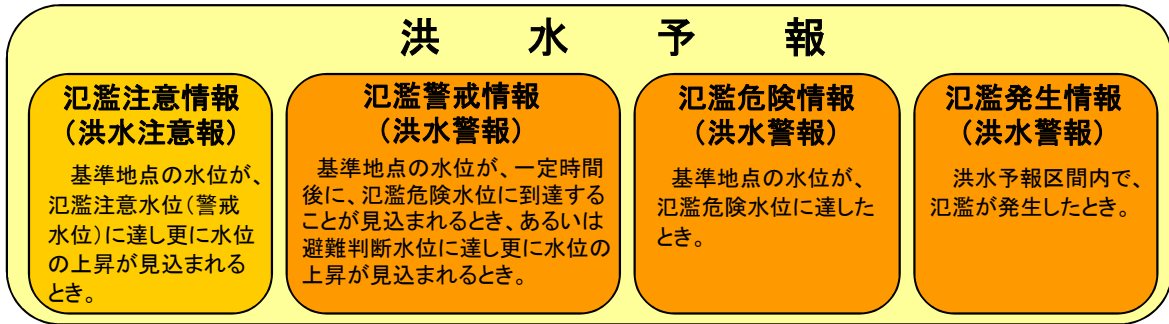 洪水予報
氾濫注意情報
（洪水注意報）
基準地点の水位が、
氾濫注意水位（警戒
水位）に達し更に水位
の上昇が見込まれる
とき。
氾濫警戒情報
（洪水警報）
基準地点の水位が、一定時間
後に、氾濫危険水位に到達する
ことが見込まれるとき、あるいは
避難判断水位に達し更に水位の
上昇が見込まれるとき。
氾濫危険情報
（洪水警報）
基準地点の水位が、
氾濫危険水位に達した
とき。
氾濫発生情報
（洪水警報）
洪水予報区間内で、
氾濫が発生したとき。